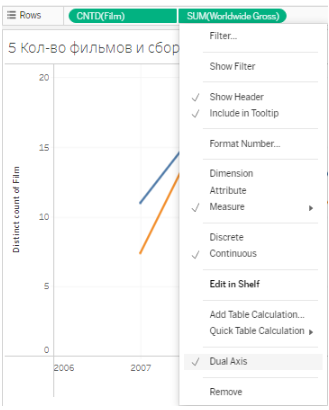 Rows
CNTD(Film)
SUM(Worldwide Gross)
5 Кол-во фильмов и сбор
Filter...
Show Filter
Show Header
Include in Tooltip
Format Number...
Dimension
Attribute
Measure
Discrete
Continuous
Edit in Shelf
Add Table Calculation...
Quick Table Calculation
Dual Axis
Remove
Distinct count of Film
20
15
10
5
0
2006
2007